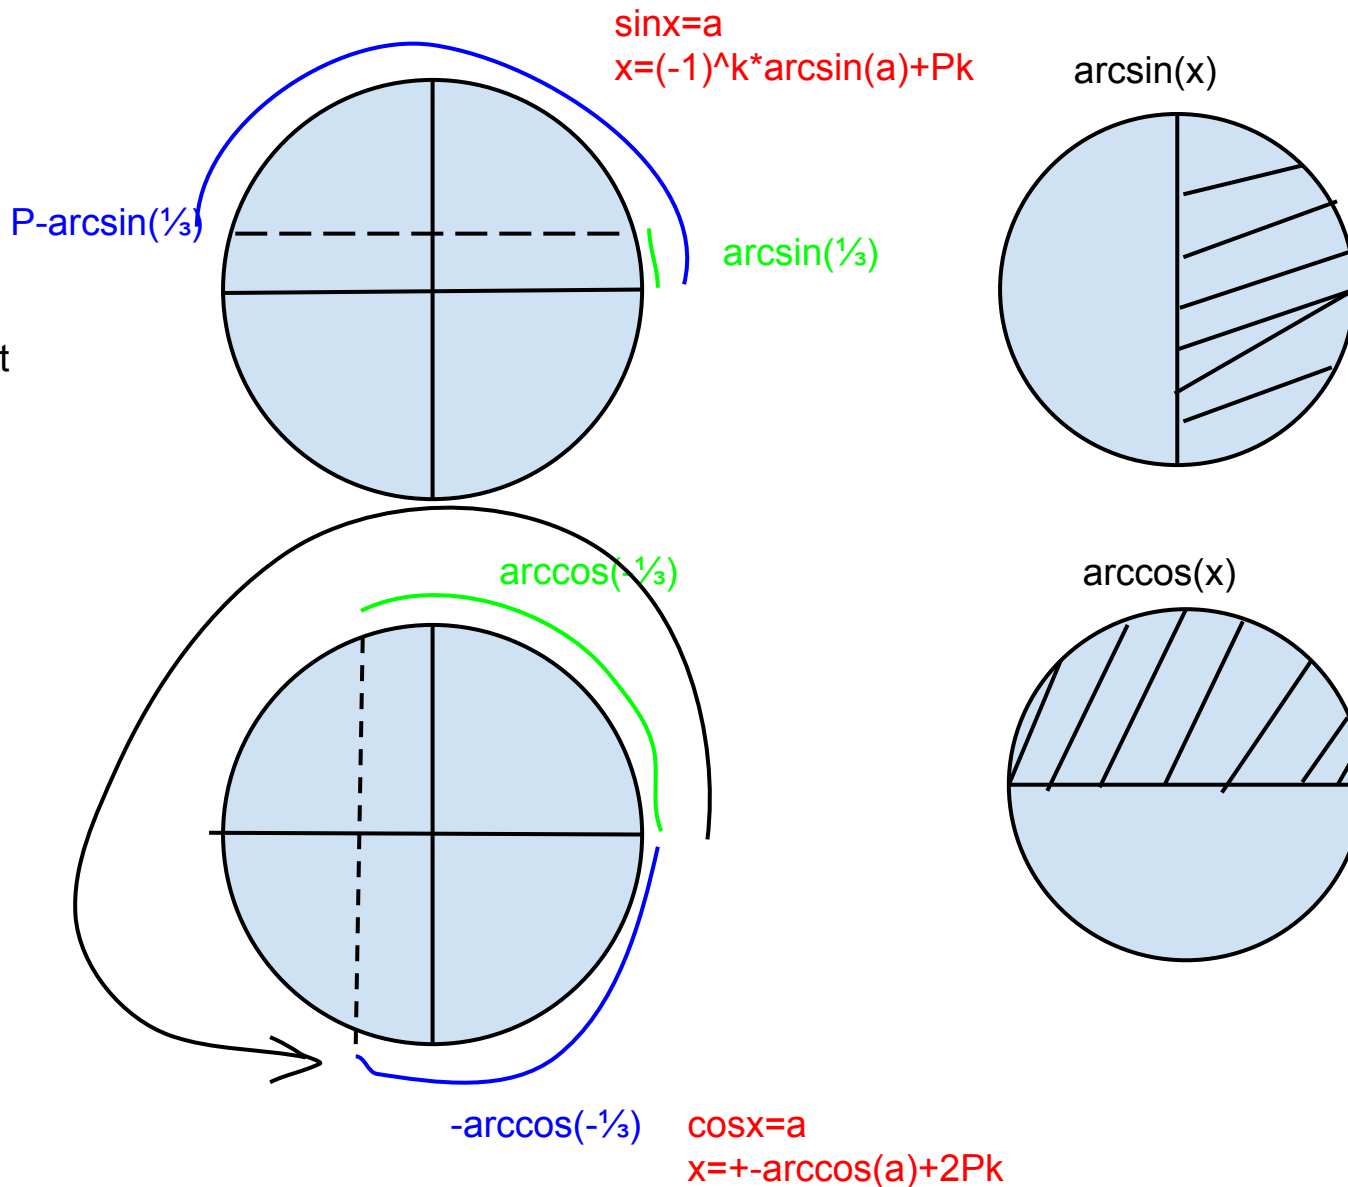 sinx=a
x=(-1)^k*arcsin(a)+Pk
arcsin(x)
P-arcsin(⅓)
arcsin(⅓)
t
arccos(-⅓)
arccos(x)
-arccos(-⅓)
cosx=a
x=+-arccos(a)+2Pk